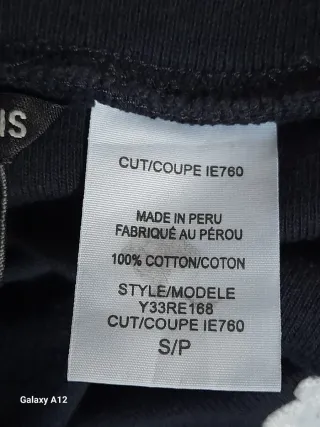 IS
CUT/COUPE IE760
MADE IN PERU
FABRIQUÉ AU PÉROU
100% COTTON/COTON
STYLE/MODELE
Y33RE168
CUT/COUPE IE760
S/P
Galaxy A12